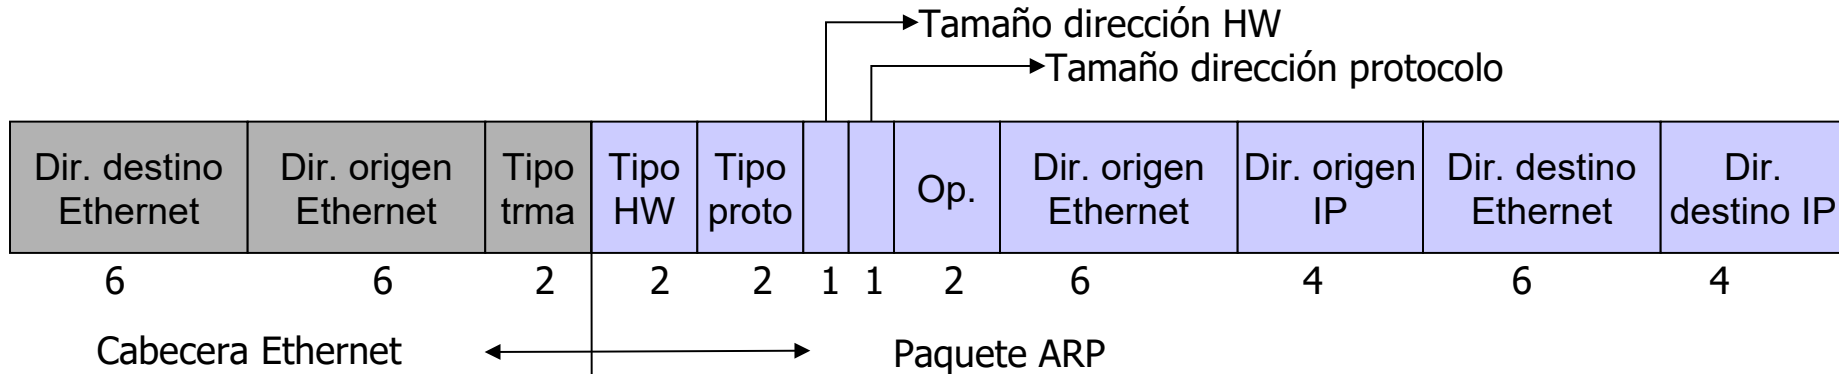 Tamaño dirección HW
Tamaño dirección protocolo
Dir. destino
Ethernet
Dir. origen
Ethernet
Tipo
trma
Tipo
HW
Tipo
proto
Op.
Dir. origen
Ethernet
Dir. origen
IP
Dir. destino
Ethernet
Dir.
destino IP
6 6 2 2 2 1 1 2 6 4 6 4
Cabecera Ethernet
Paquete ARP